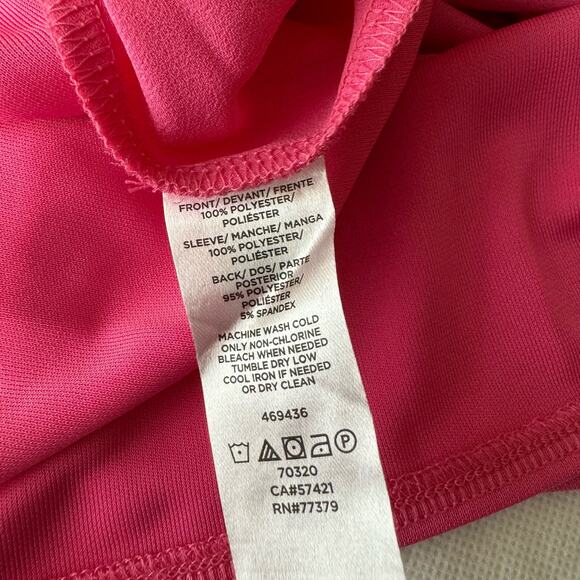 FRONT/ DEVANT/ FRENTE
100% POLYESTER/
POLIÉSTER
SLEEVE/ MANCHE/ MANGA
100% POLYESTER/
POLIÉSTER
BACK/ DOS/ PARTE
POSTERIOR
95% POLYESTER/
POLIÉSTER
5% SPANDEX
MACHINE WASH COLD
ONLY NON-CHLORINE
BLEACH WHEN NEEDED
TUMBLE DRY LOW
COOL IRON IF NEEDED
OR DRY CLEAN
469436
P
70320
CA#57421
RN#77379